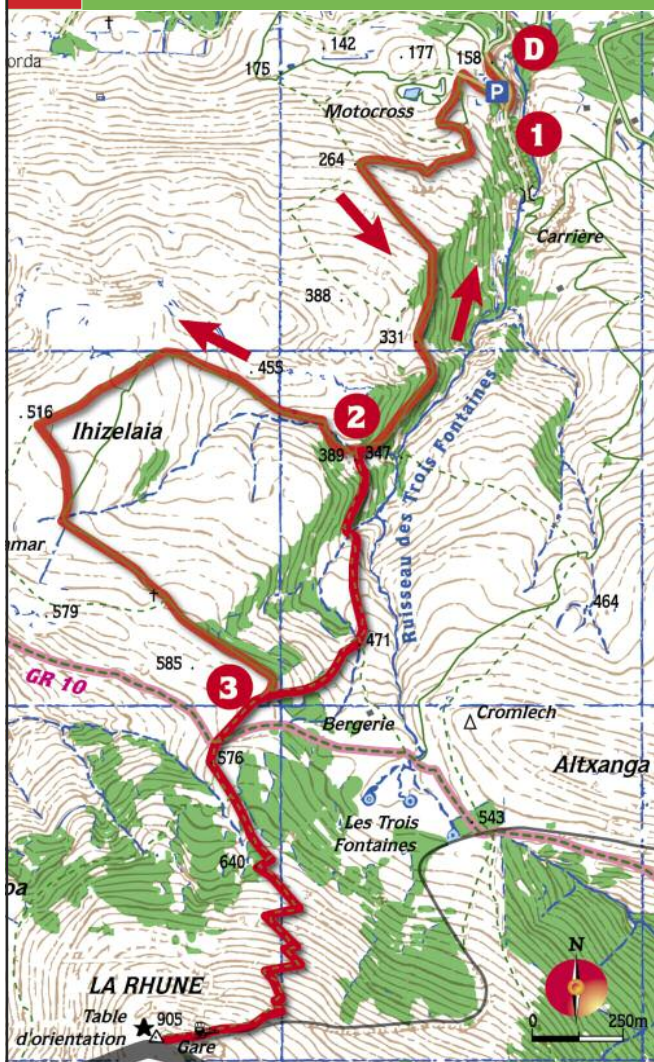 142
177
158
D
orda
175
P
Motocross
1
264
Carrière
388
331
455
2
516
Ihizelaia
389
347
Ruisseau des Trois Fontaines
mar
579
464
471
585
3
GR 10
Bergerie
Cromlech
576
Altxanga
Les Trois
Fontaines
543
640
oa
N
LA RHUNE
Table
d'orientation
905
Gare
0
250m